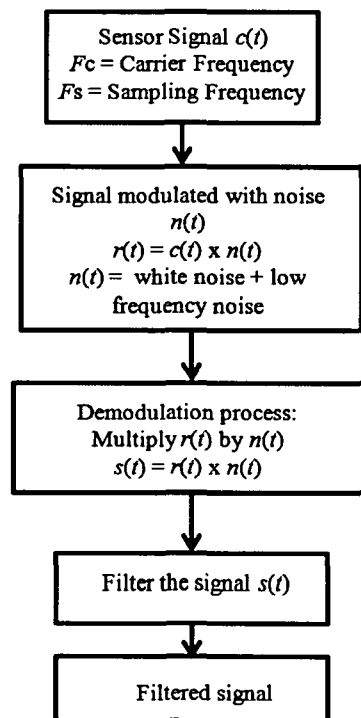 Sensor Signal c(t)
Fc = Carrier Frequency
Fs = Sampling Frequency
Signal modulated with noise
n(t)
r(t) = c(t) x n(t)
n(t) = white noise + low
frequency noise
Demodulation process:
Multiply r(t) by n(t)
s(t) = r(t) x n(t)
Filter the signal s(t)
Filtered signal